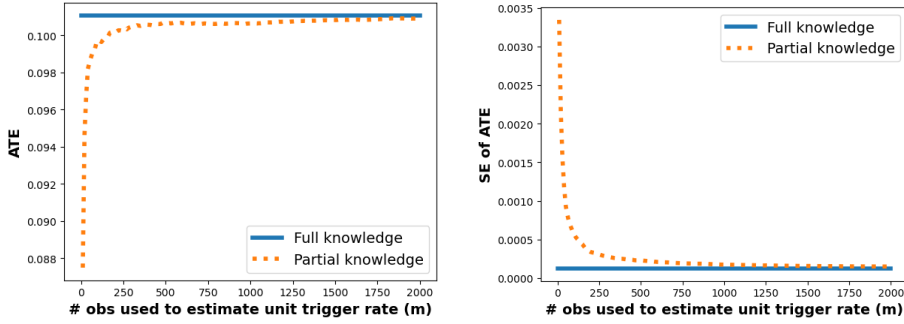 ATE
0.100
0.098
0.096
0.094
0.092
0.090
0.088
Full knowledge
Partial knowledge
0 250 500 750 1000 1250 1500 1750 2000
# obs used to estimate unit trigger rate (m)
SE of ATE
0.0035
0.0030
0.0025
0.0020
0.0015
0.0010
0.0005
0.0000
Full knowledge
Partial knowledge
0 250 500 750 1000 1250 1500 1750 2000
# obs used to estimate unit trigger rate (m)